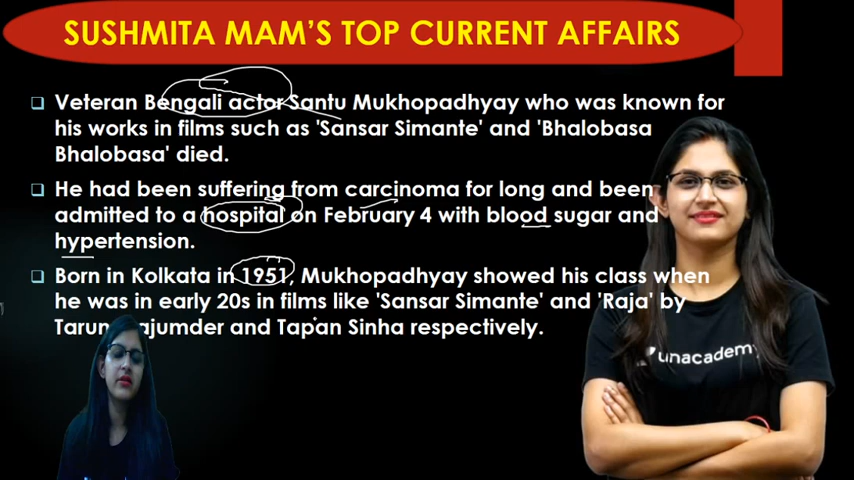 SUSHMITA MAM'S TOP CURRENT AFFAIRS
Veteran Bengali actor Santu Mukhopadhyay who was known for
his works in films such as 'Sansar Simante' and 'Bhalobasa
Bhalobasa' died.
He had been suffering from carcinoma for long and been
admitted to a hospital on February 4 with blood sugar and
hypertension.
Born in Kolkata in 1951, Mukhopadhyay showed his class when
he was in early 20s in films like 'Sansar Simante' and 'Raja' by
Tarun ajumder and Tapan Sinha respectively.
unacademy